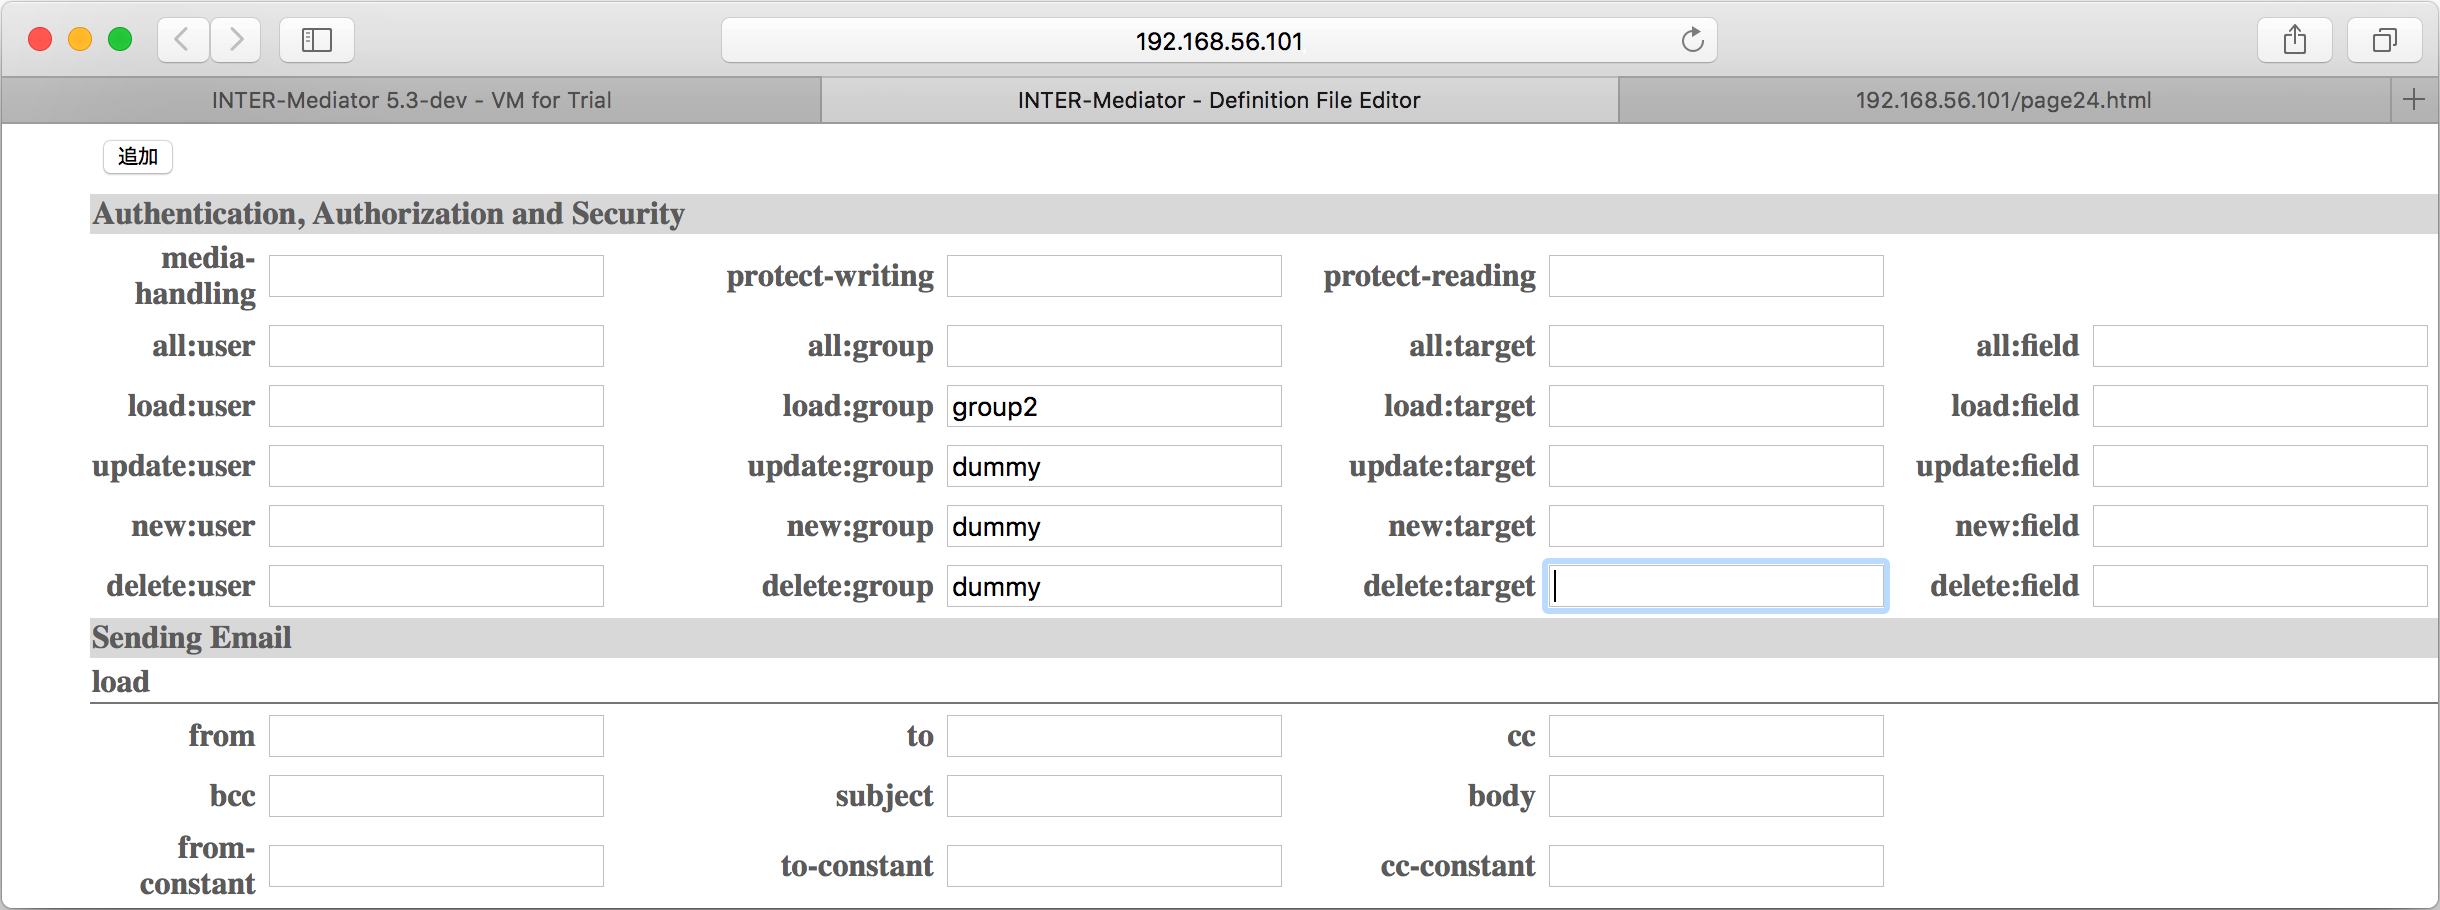 192.168.56.101
INTER-Mediator 5.3-dev - VM for Trial
INTER-Mediator - Definition File Editor
192.168.56.101/page24.html
追加
Authentication, Authorization and Security
media-
handling
protect-writing
protect-reading
all:user
all:group
all:target
all:field
load:user
load:group
group2
load:target
load:field
update:user
update:group
dummy
update:target
update:field
new:user
new:group
dummy
new:target
new:field
delete:user
delete:group
dummy
delete:target
delete:field
Sending Email
load
from
to
cc
bcc
subject
body
from-
constant
to-constant
cc-constant